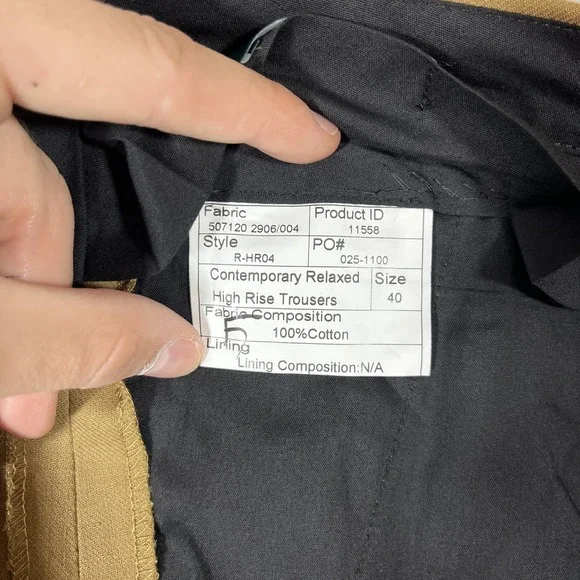 Fabric Product ID
507120 2906/004 11558
Style PO#
R-HR04 025-1100
Contemporary Relaxed Size
High Rise Trousers 40
Fabric Composition
100%Cotton
5
Lining
Lining Composition:N/A